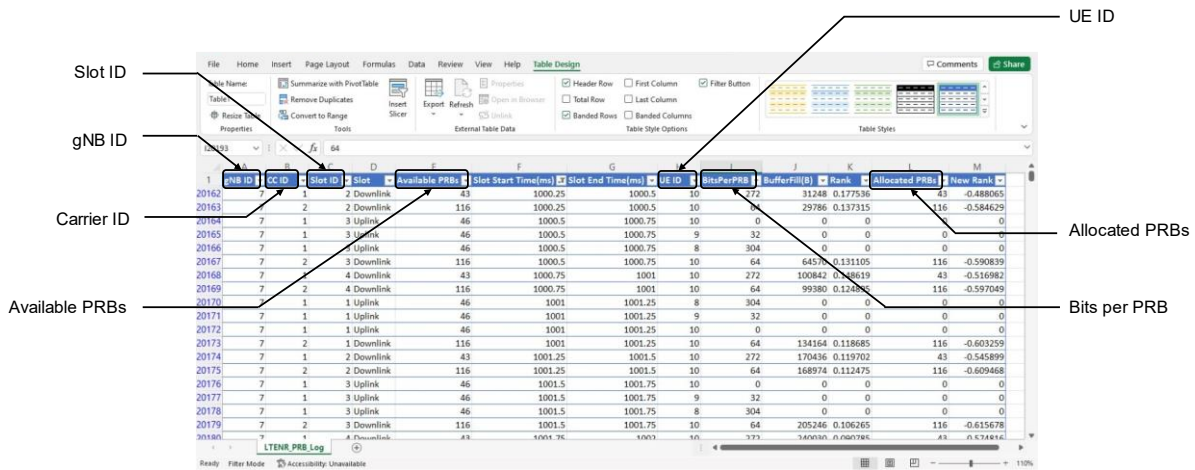 UE ID
Slot ID
gNB ID
Carrier ID
Available PRBs
Allocated PRBs
Bits per PRB
File Home Insert Page Layout Formulas Data Review View Help Table Design Comments Share
Table Name: Summarize with PivotTable Properties Header Row First Column Filter Button
Remove Duplicates Insert Slicer Export Refresh Open in Browser Total Row Last Column
Resize Table Convert to Range Unlink Banded Rows Banded Columns
Properties Tools External Table Data Table Style Options Table Styles
I20193 fx 64
A B C D E F G H I J K L M
1 gNB ID CC ID Slot ID Slot Available PRBs Slot Start Time(ms) Slot End Time(ms) UE ID BitsPerPRB BufferFill(B) Rank Allocated PRBs New Rank
20162 7 1 2 Downlink 43 1000.25 1000.5 10 272 31248 0.177536 43 -0.488065
20163 7 2 2 Downlink 116 1000.25 1000.5 10 64 29786 0.137315 116 -0.584629
20164 7 1 3 Uplink 46 1000.5 1000.75 10 0 0 0 0 0
20165 7 1 3 Uplink 46 1000.5 1000.75 9 32 0 0 0 0
20166 7 1 3 Uplink 46 1000.5 1000.75 8 304 0 0 0 0
20167 7 2 3 Downlink 116 1000.5 1000.75 10 64 64570 0.131105 116 -0.590839
20168 7 1 4 Downlink 43 1000.75 1001 10 272 100842 0.148619 43 -0.516982
20169 7 2 4 Downlink 116 1000.75 1001 10 64 99380 0.124895 116 -0.597049
20170 7 1 1 Uplink 46 1001 1001.25 8 304 0 0 0 0
20171 7 1 1 Uplink 46 1001 1001.25 9 32 0 0 0 0
20172 7 1 1 Uplink 46 1001 1001.25 10 0 0 0 0 0
20173 7 2 1 Downlink 116 1001 1001.25 10 64 134164 0.118685 116 -0.603259
20174 7 1 2 Downlink 43 1001.25 1001.5 10 272 170436 0.119702 43 -0.545899
20175 7 2 2 Downlink 116 1001.25 1001.5 10 64 168974 0.112475 116 -0.609468
20176 7 1 3 Uplink 46 1001.5 1001.75 10 0 0 0 0 0
20177 7 1 3 Uplink 46 1001.5 1001.75 9 32 0 0 0 0
20178 7 1 3 Uplink 46 1001.5 1001.75 8 304 0 0 0 0
20179 7 2 3 Downlink 116 1001.5 1001.75 10 64 205246 0.106265 116 -0.615678
20180 7 1 4 Downlink 43 1001.75 1002 10 272 240030 0.090785 43 -0.574816
LTENR_PRB_Log
Ready Filter Mode Accessibility: Unavailable 110%